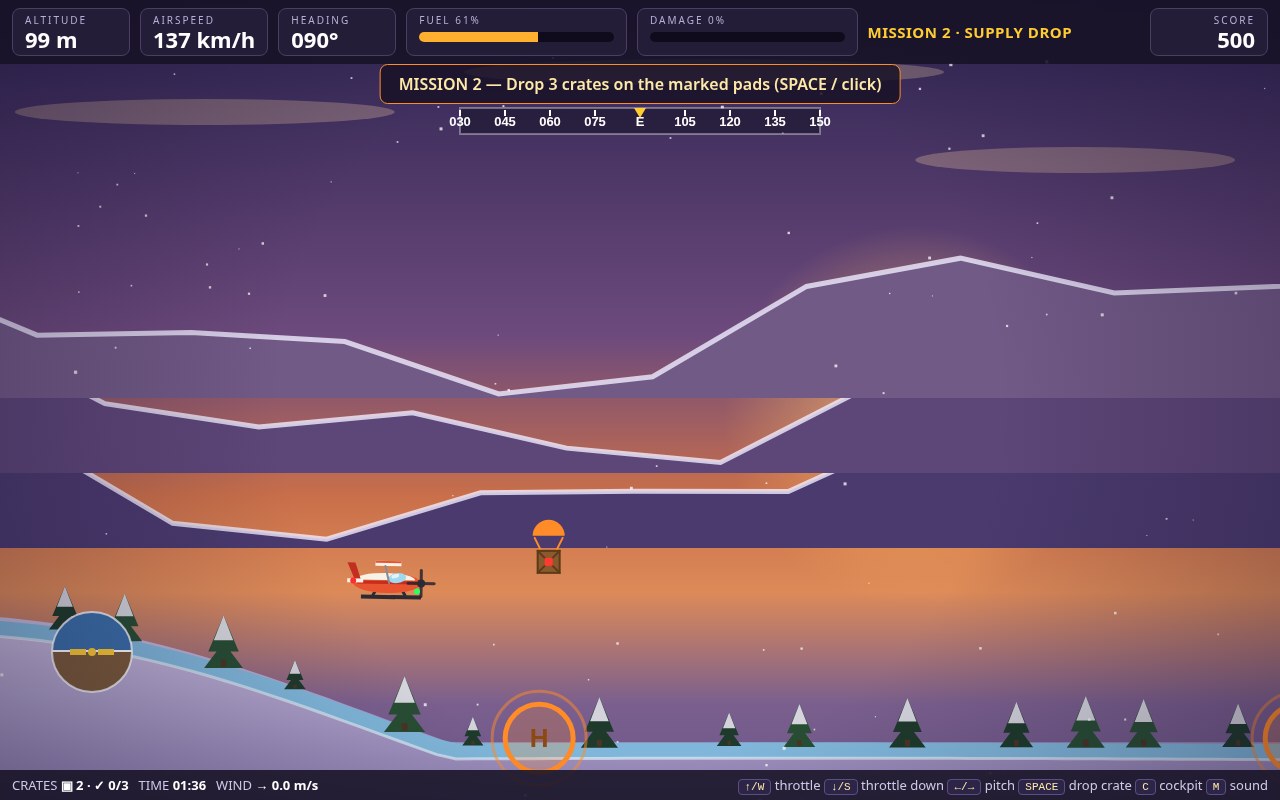 ALTITUDE
99 m
AIRSPEED
137 km/h
HEADING
090°
FUEL 61%
DAMAGE 0%
MISSION 2 · SUPPLY DROP
SCORE
500
MISSION 2 — Drop 3 crates on the marked pads (SPACE / click)
030 045 060 075 E 105 120 135 150
H
CRATES ▣ 2 · ✓ 0/3 TIME 01:36 WIND → 0.0 m/s
↑/W throttle ↓/S throttle down ←/→ pitch SPACE drop crate C cockpit M sound